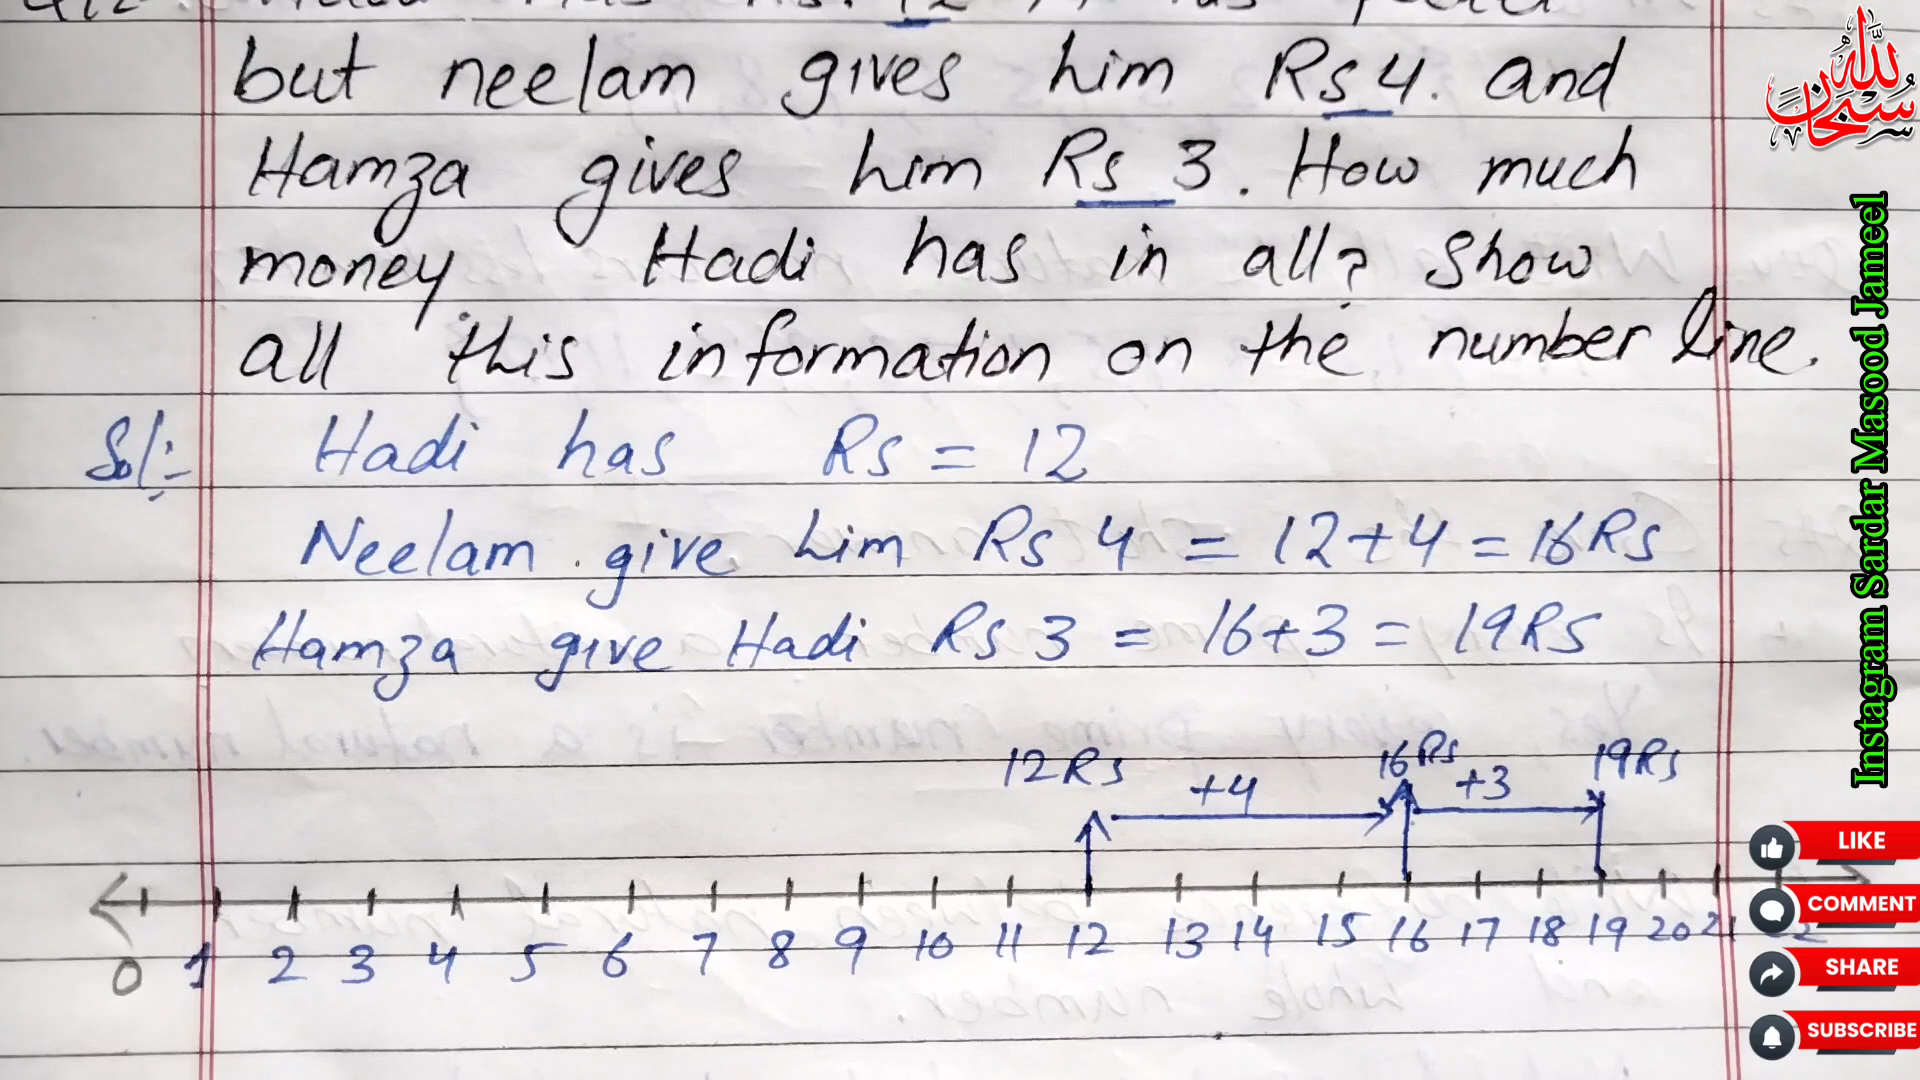 but neelam gives him Rs 4. and
Hamza gives him Rs 3. How much
money Hadi has in all? Show
all this information on the number line.
Sol:- Hadi has Rs = 12
Neelam give him Rs 4 = 12+4 = 16Rs
Hamza give Hadi Rs 3 = 16+3 = 19Rs
12Rs +4 16Rs +3 19Rs
0 1 2 3 4 5 6 7 8 9 10 11 12 13 14 15 16 17 18 19 20 21
سبحان الله
Instagram Sardar Masood Jameel
LIKE
COMMENT
SHARE
SUBSCRIBE